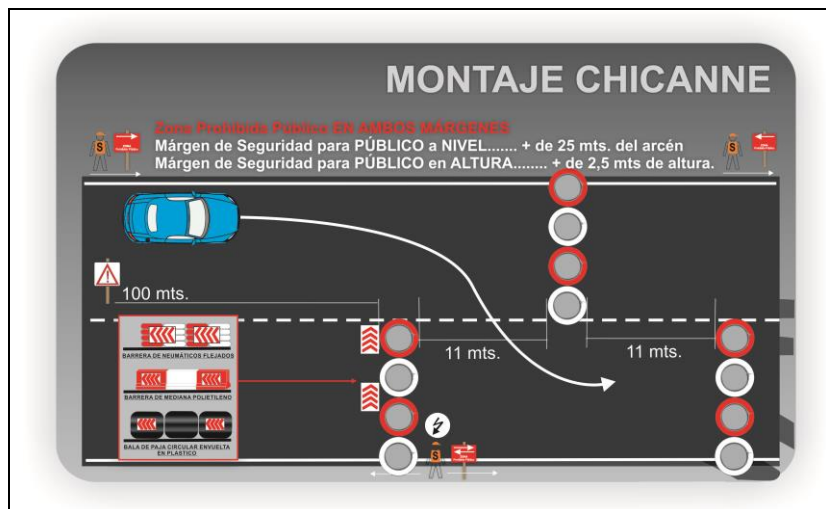 MONTAJE CHICANNE
Zona Prohibida Público EN AMBOS MÁRGENES
Márgen de Seguridad para PÚBLICO a NIVEL....... + de 25 mts. del arcén
Márgen de Seguridad para PÚBLICO en ALTURA........ + de 2,5 mts de altura.
S
S
100 mts.
11 mts.
11 mts.
BARRERA DE NEUMÁTICOS FLEJADOS
BARRERA DE MEDIANA POLIETILENO
BALA DE PAJA CIRCULAR ENVUELTA
EN PLASTICO
S